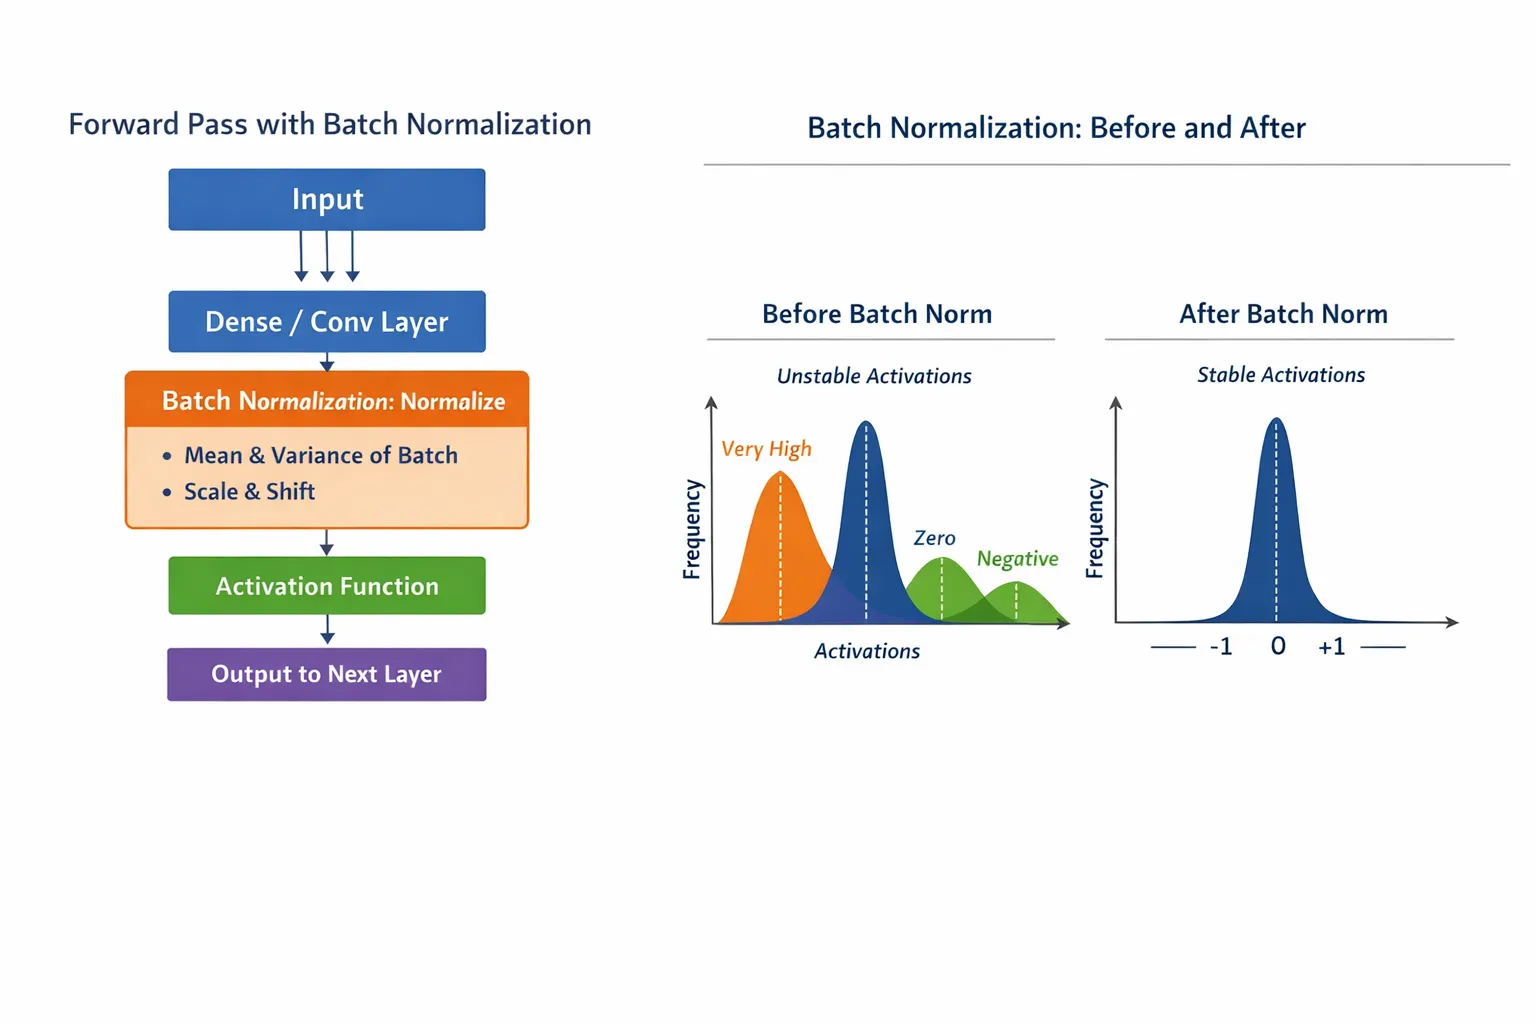 Forward Pass with Batch Normalization
Input
Dense / Conv Layer
Batch Normalization: Normalize
• Mean & Variance of Batch
• Scale & Shift
Activation Function
Output to Next Layer
Batch Normalization: Before and After
Before Batch Norm
Unstable Activations
Very High
Zero
Negative
Frequency
Activations
After Batch Norm
Stable Activations
Frequency
-1 0 +1